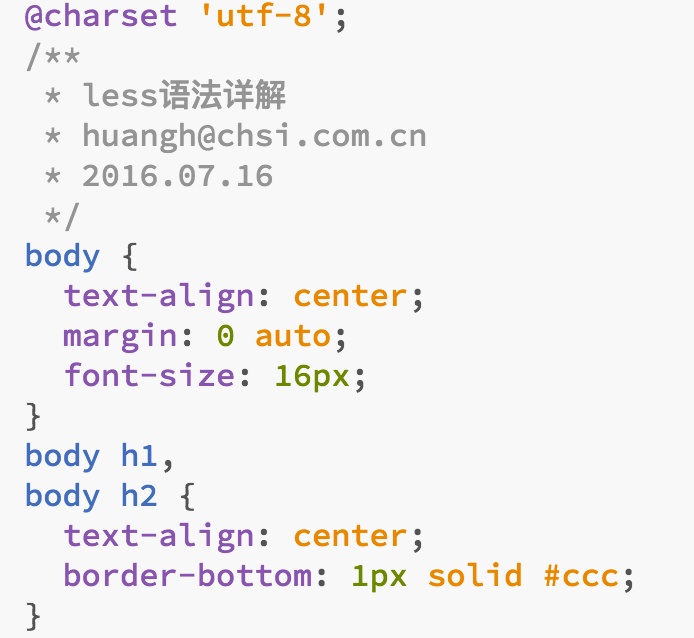 @charset 'utf-8';
/**
 * less语法详解
 * huangh@chsi.com.cn
 * 2016.07.16
 */
body {
  text-align: center;
  margin: 0 auto;
  font-size: 16px;
}
body h1,
body h2 {
  text-align: center;
  border-bottom: 1px solid #ccc;
}